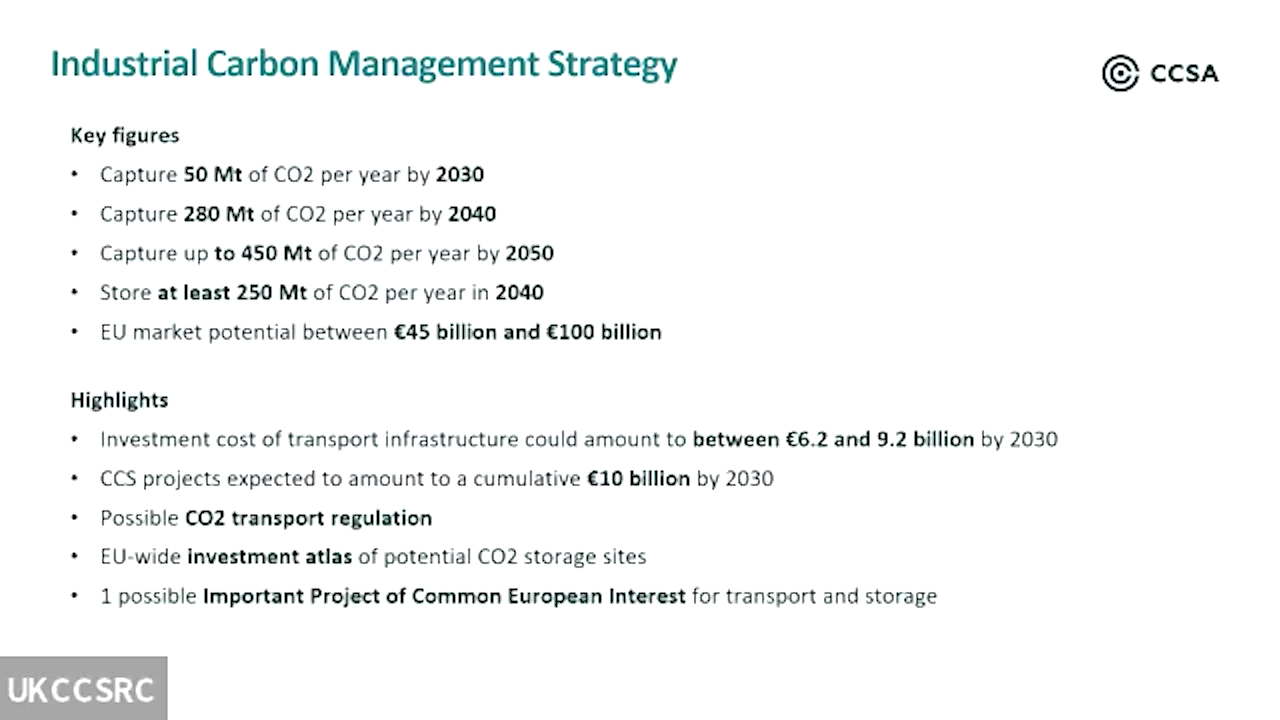 Industrial Carbon Management Strategy
CCSA
Key figures
• Capture 50 Mt of CO2 per year by 2030
• Capture 280 Mt of CO2 per year by 2040
• Capture up to 450 Mt of CO2 per year by 2050
• Store at least 250 Mt of CO2 per year in 2040
• EU market potential between €45 billion and €100 billion
Highlights
• Investment cost of transport infrastructure could amount to between €6.2 and 9.2 billion by 2030
• CCS projects expected to amount to a cumulative €10 billion by 2030
• Possible CO2 transport regulation
• EU-wide investment atlas of potential CO2 storage sites
• 1 possible Important Project of Common European Interest for transport and storage
UKCCSRC